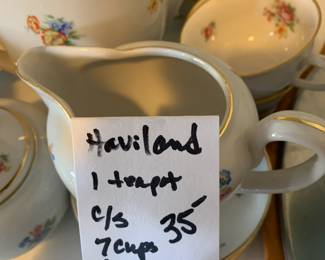 Haviland
1 teapot
c/s 35-
7 cups